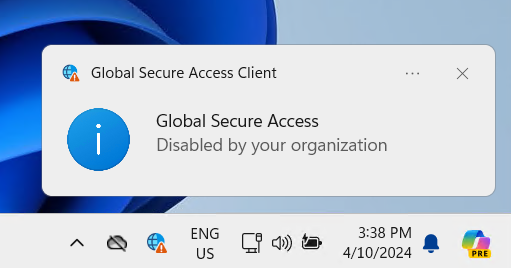 Global Secure Access Client
Global Secure Access
Disabled by your organization
ENG
US
3:38 PM
4/10/2024
PRE